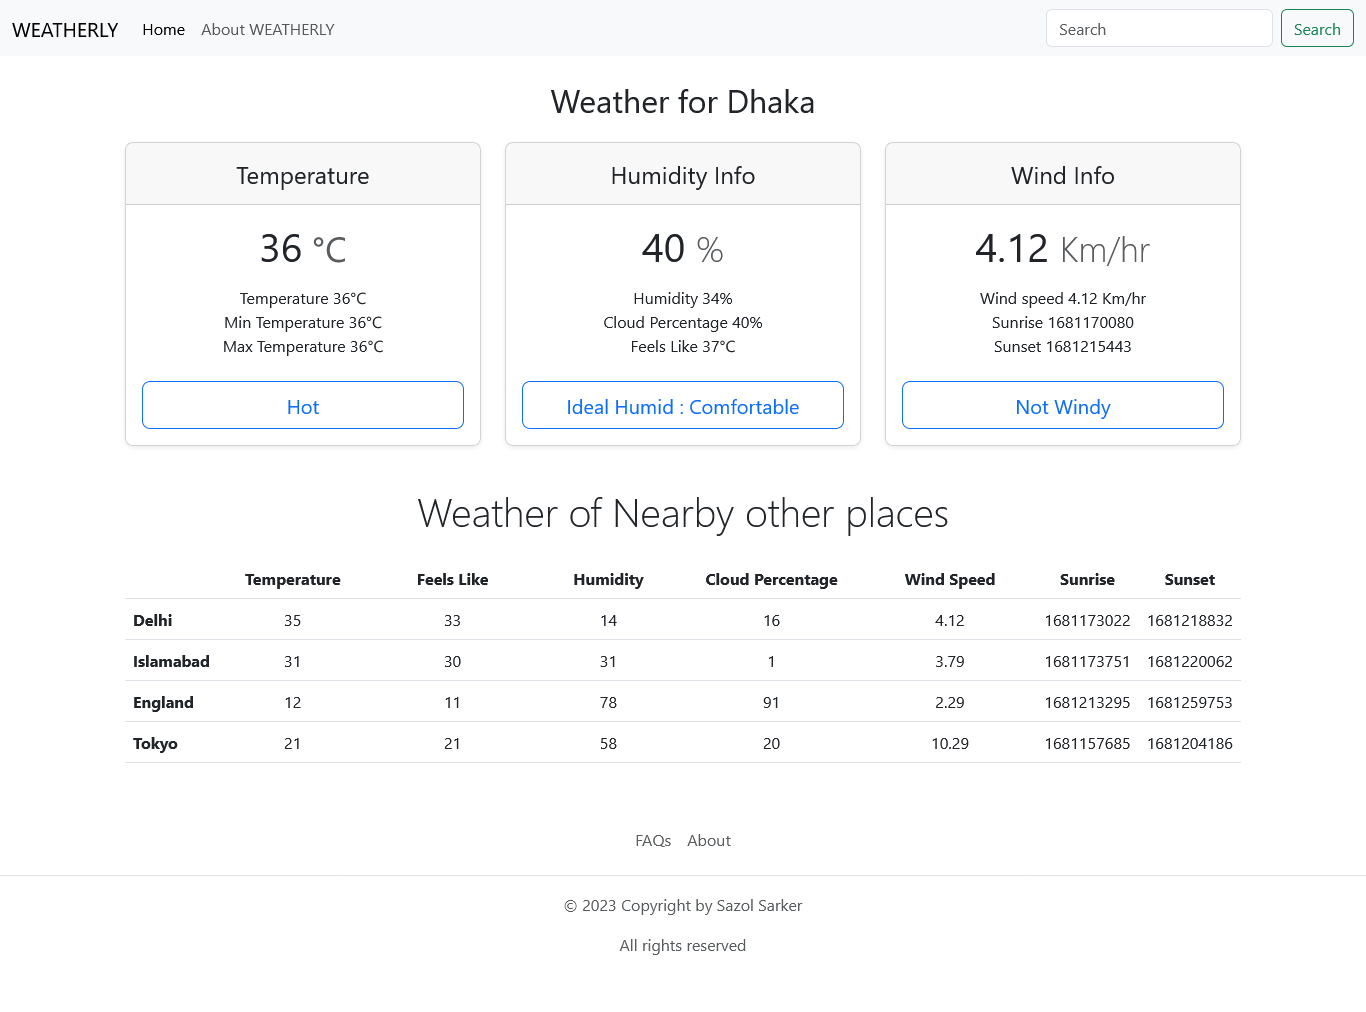 WEATHERLY Home About WEATHERLY Search Search
Weather for Dhaka
Temperature
36 °C
Temperature 36°C
Min Temperature 36°C
Max Temperature 36°C
Hot
Humidity Info
40 %
Humidity 34%
Cloud Percentage 40%
Feels Like 37°C
Ideal Humid : Comfortable
Wind Info
4.12 Km/hr
Wind speed 4.12 Km/hr
Sunrise 1681170080
Sunset 1681215443
Not Windy
Weather of Nearby other places
Temperature Feels Like Humidity Cloud Percentage Wind Speed Sunrise Sunset
Delhi 35 33 14 16 4.12 1681173022 1681218832
Islamabad 31 30 31 1 3.79 1681173751 1681220062
England 12 11 78 91 2.29 1681213295 1681259753
Tokyo 21 21 58 20 10.29 1681157685 1681204186
FAQs About
© 2023 Copyright by Sazol Sarker
All rights reserved